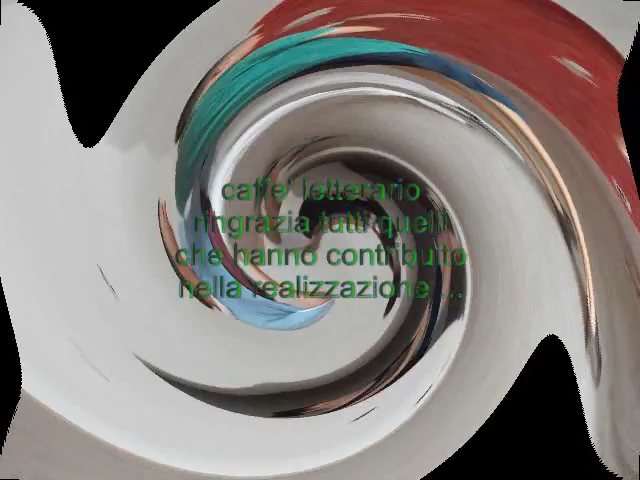 caffe' letterario
ringrazia tutti quelli
che hanno contribuito
nella realizzazione ...